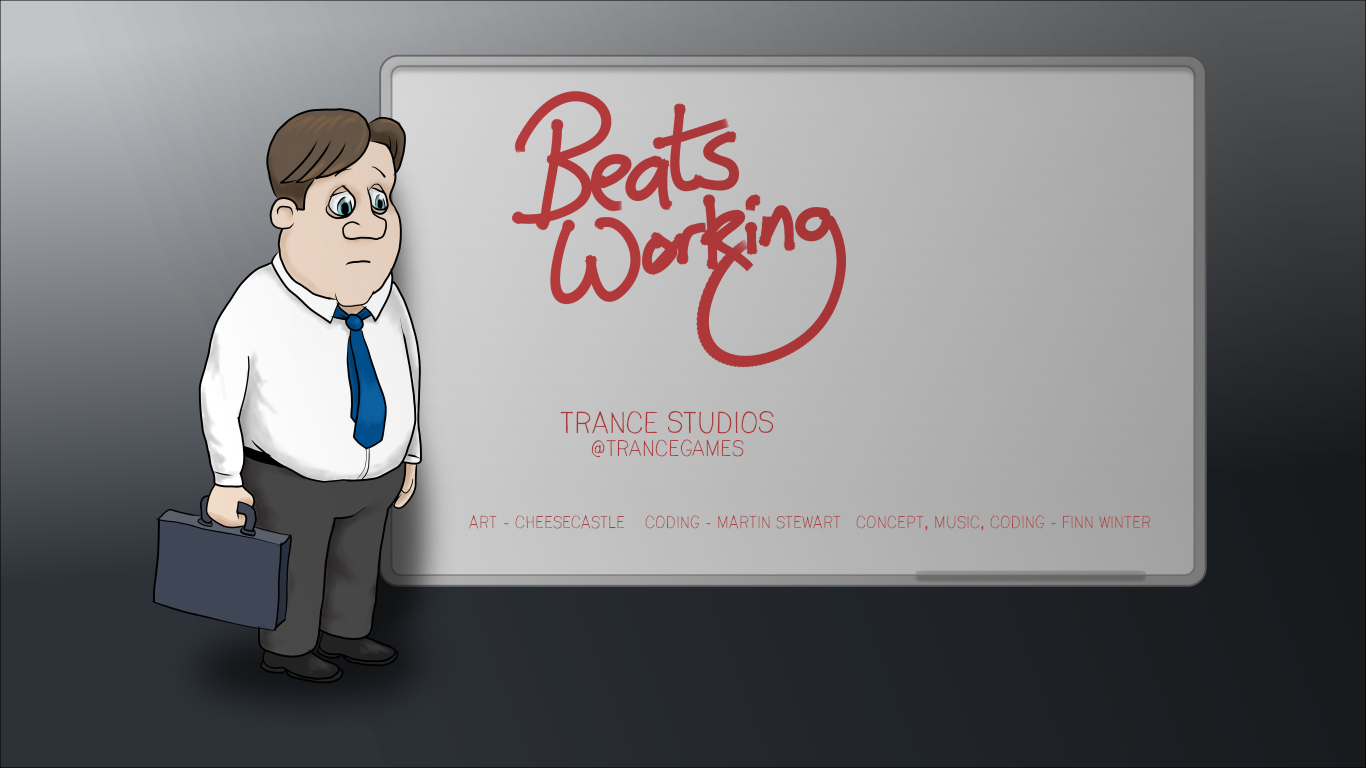 Beats
Working
TRANCE STUDIOS
@TRANCEGAMES
ART - CHEESECASTLE CODING - MARTIN STEWART CONCEPT, MUSIC, CODING - FINN WINTER